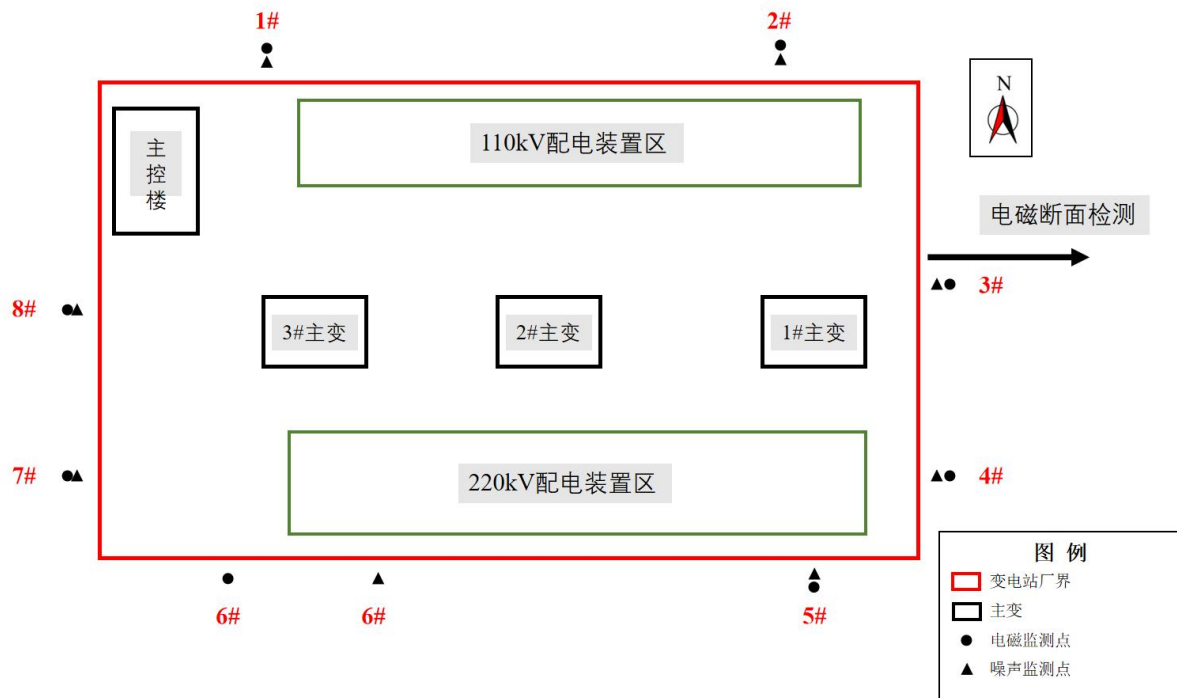 1#
2#
N
主控楼
110kV配电装置区
电磁断面检测
3#
8#
3#主变
2#主变
1#主变
7#
220kV配电装置区
4#
6#
6#
5#
图 例
变电站厂界
主变
电磁监测点
噪声监测点